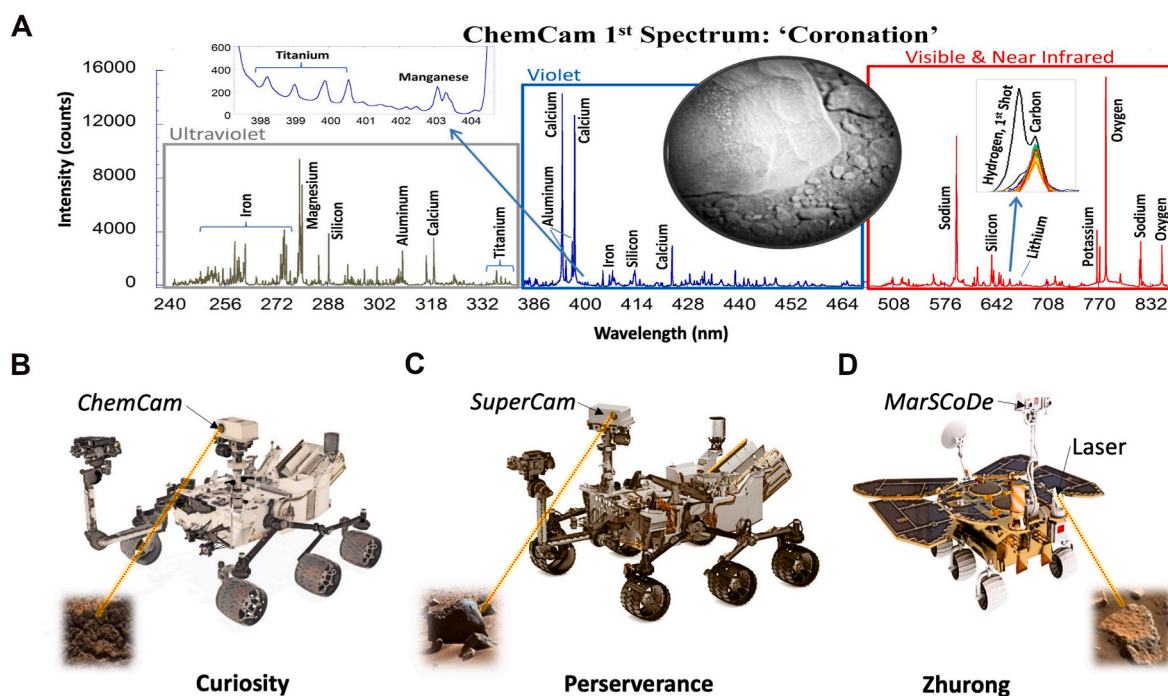 A
ChemCam 1st Spectrum: 'Coronation'
Intensity (counts)
16000
12000
8000
4000
0
600
400
200
0
Titanium
Manganese
398 399 400 401 402 403 404
Ultraviolet
Violet
Visible & Near Infrared
Iron
Magnesium
Silicon
Aluminum
Calcium
Titanium
Aluminum
Calcium
Calcium
Iron
Silicon
Calcium
Sodium
Silicon
Hydrogen, 1st Shot
Carbon
Lithium
Potassium
Oxygen
Sodium
Oxygen
240 256 272 288 302 318 332 386 400 414 428 440 448 464 508 576 642 708 770 832
Wavelength (nm)
B
ChemCam
Curiosity
C
SuperCam
Perserverance
D
MarSCoDe
Laser
Zhurong